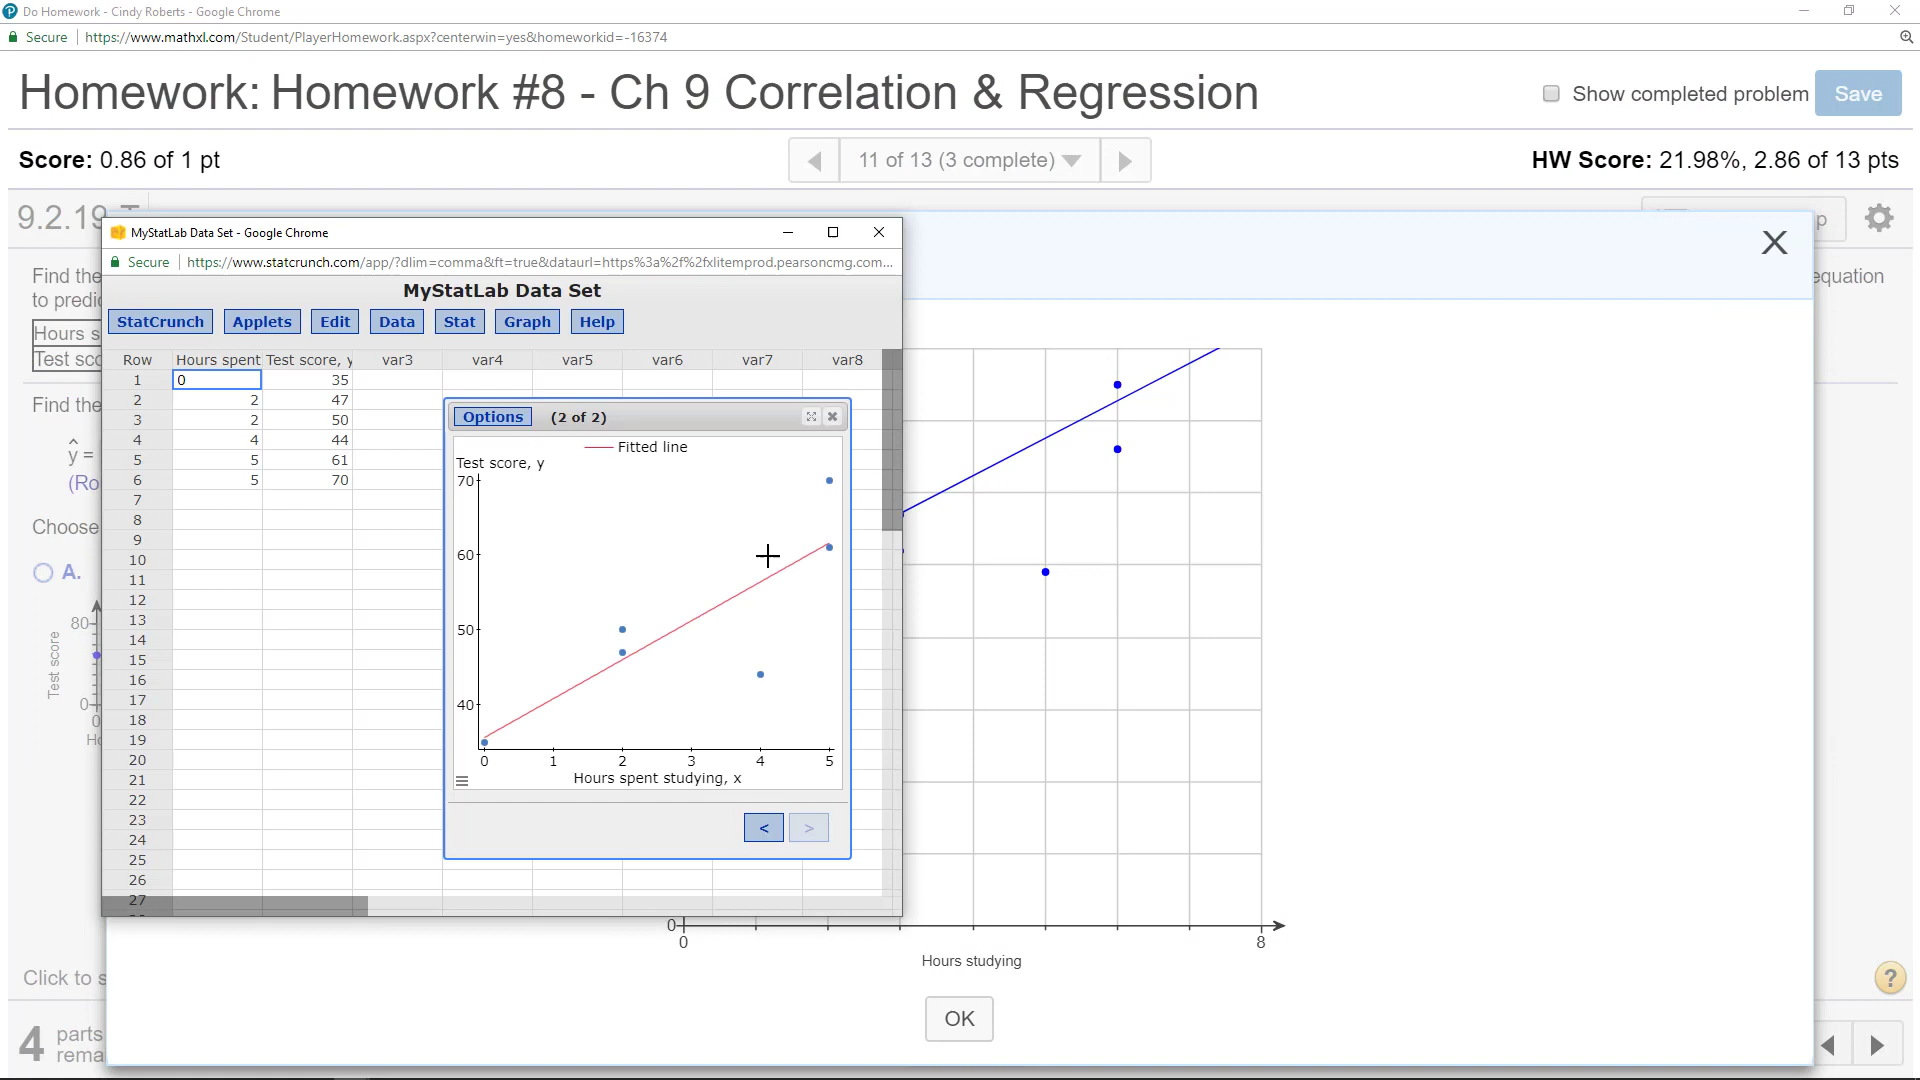 Do Homework - Cindy Roberts - Google Chrome
Secure https://www.mathxl.com/Student/PlayerHomework.aspx?centerwin=yes&homeworkid=-16374
Homework: Homework #8 - Ch 9 Correlation & Regression
Show completed problem
Save
Score: 0.86 of 1 pt
11 of 13 (3 complete)
HW Score: 21.98%, 2.86 of 13 pts
9.2.19
p
Find the
equation
to predic
Hours s
Test sco
Find the
ŷ =
(Ro
Choose
A.
80
Test score
0
0
Ho
Click to s
4 parts
rema
MyStatLab Data Set - Google Chrome
Secure https://www.statcrunch.com/app/?dlim=comma&ft=true&dataurl=https%3a%2f%2fxlitemprod.pearsoncmg.com...
MyStatLab Data Set
StatCrunch Applets Edit Data Stat Graph Help
Row Hours spent Test score, y var3 var4 var5 var6 var7 var8
1 0 35
2 2 47
3 2 50
4 4 44
5 5 61
6 5 70
7
8
9
10
11
12
13
14
15
16
17
18
19
20
21
22
23
24
25
26
27
Options (2 of 2)
Fitted line
Test score, y
70
60
50
40
0 1 2 3 4 5
Hours spent studying, x
< >
0
0 8
Hours studying
OK
?